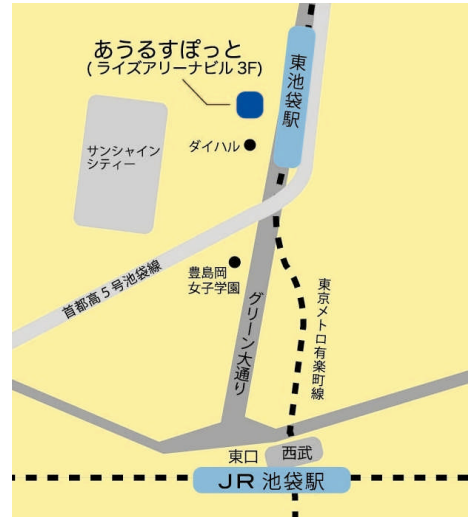 あうるすぽっと
(ライズアリーナビル 3F)
東池袋駅
サンシャイン
シティー
ダイハル
首都高5号池袋線
豊島岡
女子学園
グリーン大通り
東京メトロ有楽町線
東口
西武
JR 池袋駅